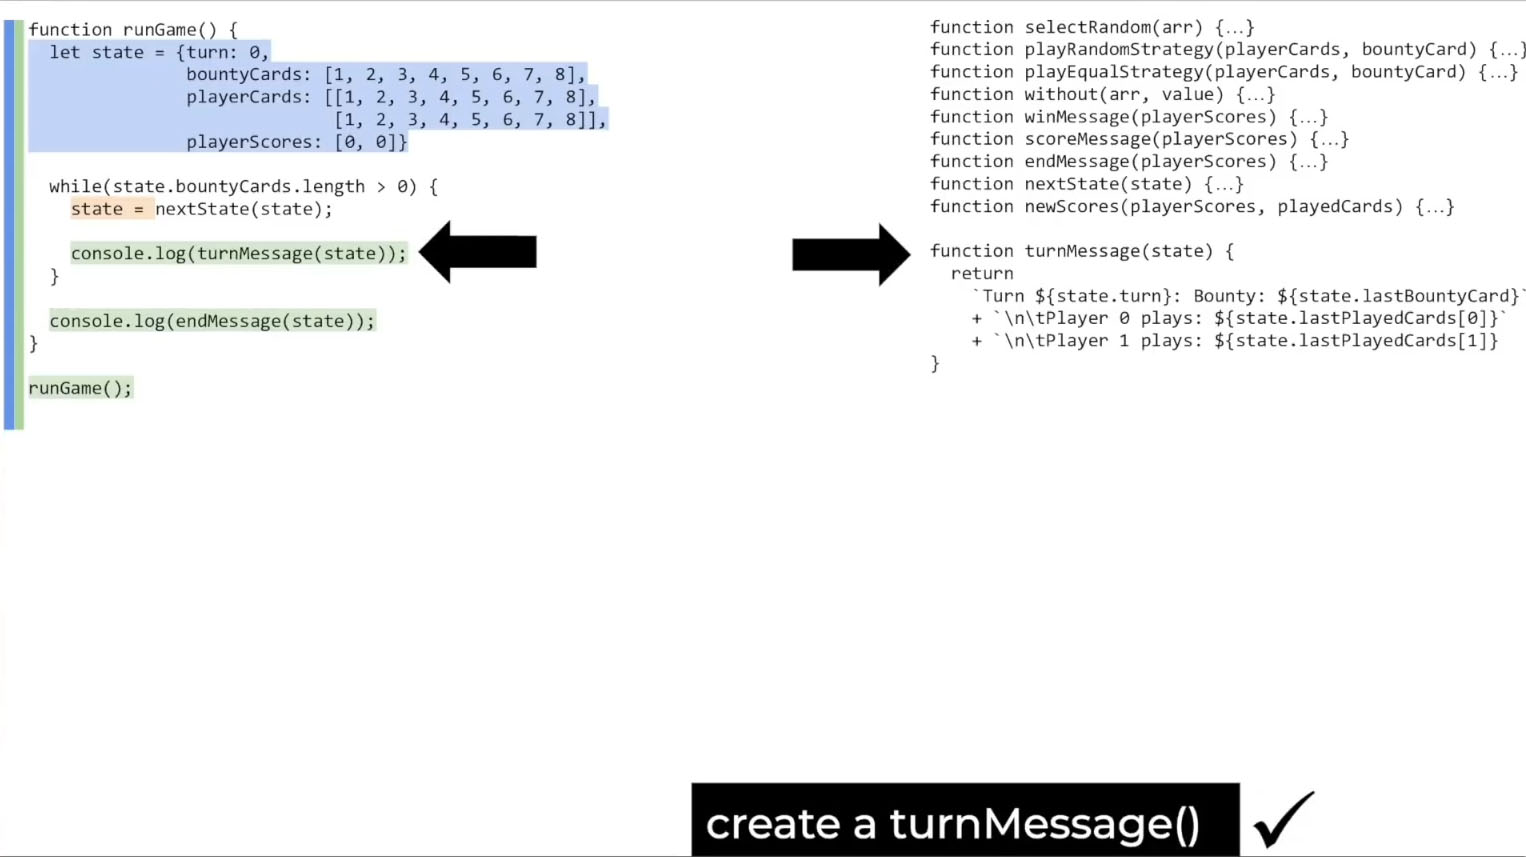 function runGame() {
let state = {turn: 0,
bountyCards: [1, 2, 3, 4, 5, 6, 7, 8],
playerCards: [[1, 2, 3, 4, 5, 6, 7, 8],
[1, 2, 3, 4, 5, 6, 7, 8]],
playerScores: [0, 0]}
while(state.bountyCards.length > 0) {
state = nextState(state);
console.log(turnMessage(state));
}
console.log(endMessage(state));
}
runGame();
function selectRandom(arr) {…}
function playRandomStrategy(playerCards, bountyCard) {…}
function playEqualStrategy(playerCards, bountyCard) {…}
function without(arr, value) {…}
function winMessage(playerScores) {…}
function scoreMessage(playerScores) {…}
function endMessage(playerScores) {…}
function nextState(state) {…}
function newScores(playerScores, playedCards) {…}
function turnMessage(state) {
return
`Turn ${state.turn}: Bounty: ${state.lastBountyCard}`
+ `\n\tPlayer 0 plays: ${state.lastPlayedCards[0]}`
+ `\n\tPlayer 1 plays: ${state.lastPlayedCards[1]}
}
create a turnMessage()